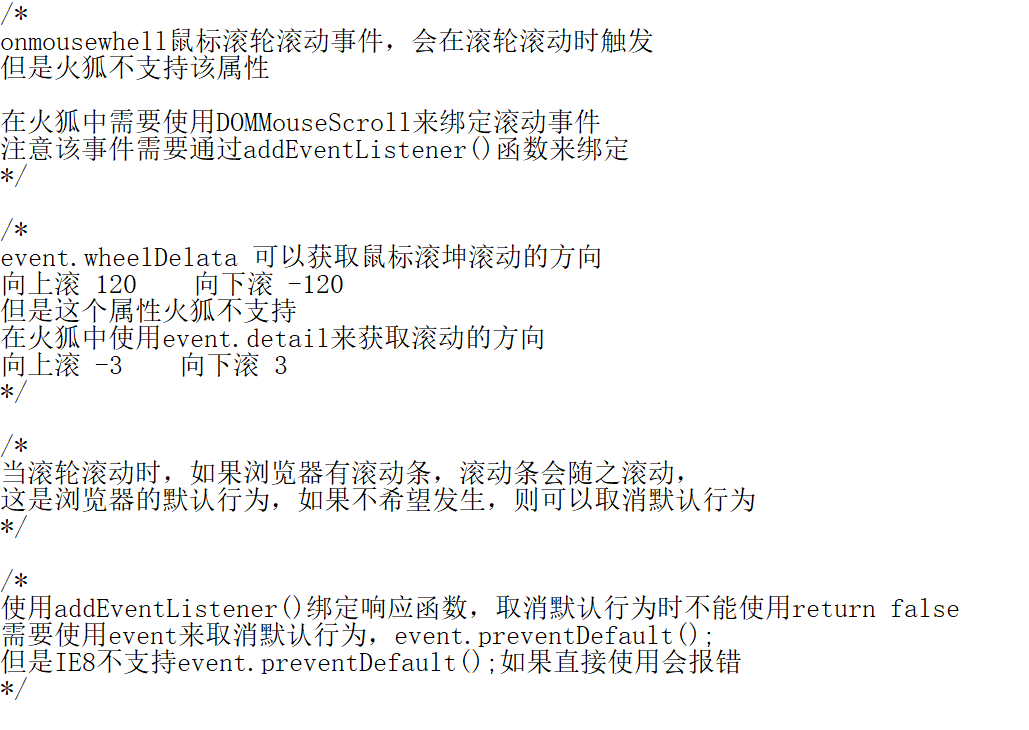 /*
onmousewhell鼠标滚轮滚动事件，会在滚轮滚动时触发
但是火狐不支持该属性
在火狐中需要使用DOMMouseScroll来绑定滚动事件
注意该事件需要通过addEventListener()函数来绑定
*/
/*
event.wheelDelata 可以获取鼠标滚坤滚动的方向
向上滚 120    向下滚 -120
但是这个属性火狐不支持
在火狐中使用event.detail来获取滚动的方向
向上滚 -3    向下滚 3
*/
/*
当滚轮滚动时，如果浏览器有滚动条，滚动条会随之滚动，
这是浏览器的默认行为，如果不希望发生，则可以取消默认行为
*/
/*
使用addEventListener()绑定响应函数，取消默认行为时不能使用return false
需要使用event来取消默认行为，event.preventDefault();
但是IE8不支持event.preventDefault();如果直接使用会报错
*/